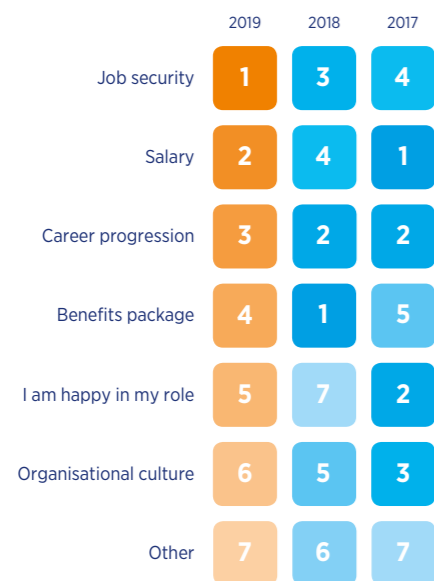 2019 2018 2017
Job security 1 3 4
Salary 2 4 1
Career progression 3 2 2
Benefits package 4 1 5
I am happy in my role 5 7 2
Organisational culture 6 5 3
Other 7 6 7